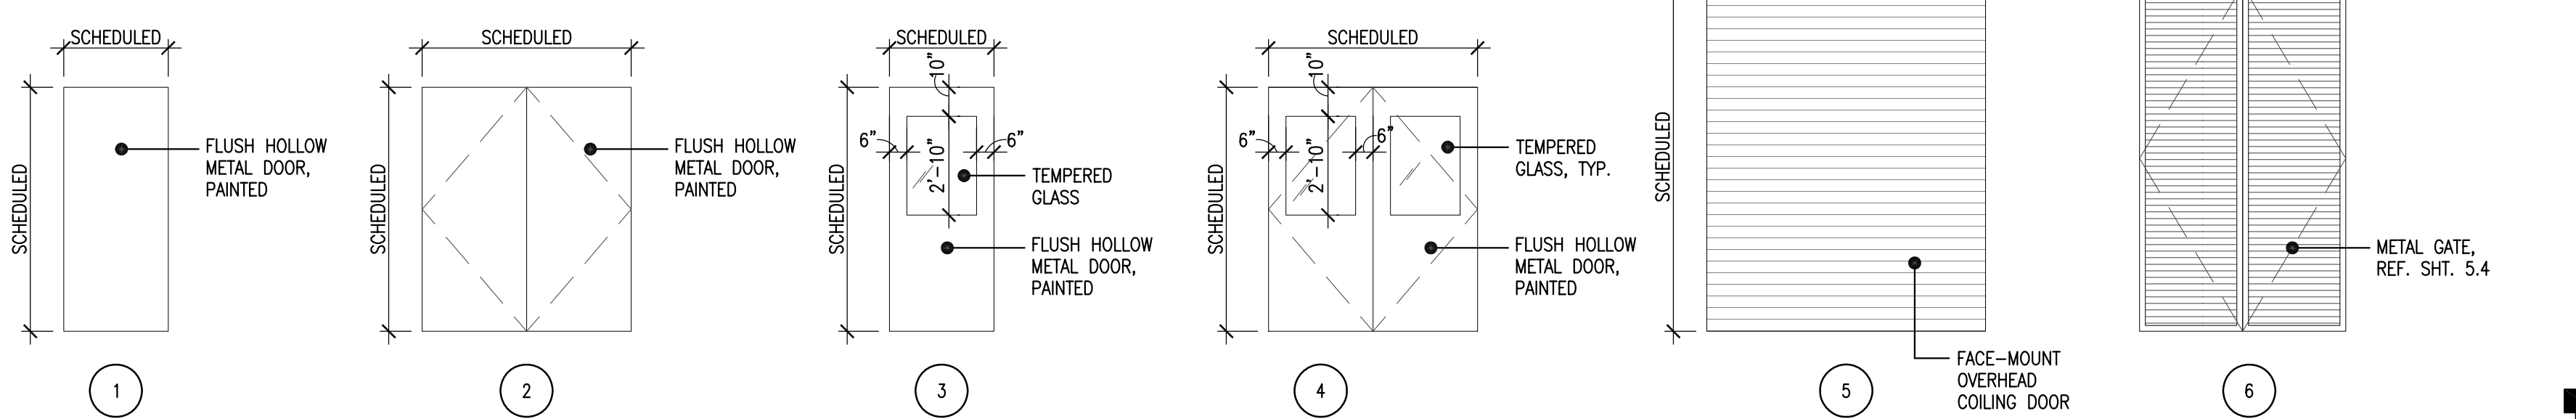 SCHEDULED
SCHEDULED
FLUSH HOLLOW
METAL DOOR,
PAINTED
1
SCHEDULED
SCHEDULED
FLUSH HOLLOW
METAL DOOR,
PAINTED
2
SCHEDULED
SCHEDULED
10"
6"
6"
2'-10"
TEMPERED
GLASS
FLUSH HOLLOW
METAL DOOR,
PAINTED
3
SCHEDULED
SCHEDULED
10"
6"
6"
2'-10"
TEMPERED
GLASS, TYP.
FLUSH HOLLOW
METAL DOOR,
PAINTED
4
SCHEDULED
FACE-MOUNT
OVERHEAD
COILING DOOR
5
METAL GATE,
REF. SHT. 5.4
6